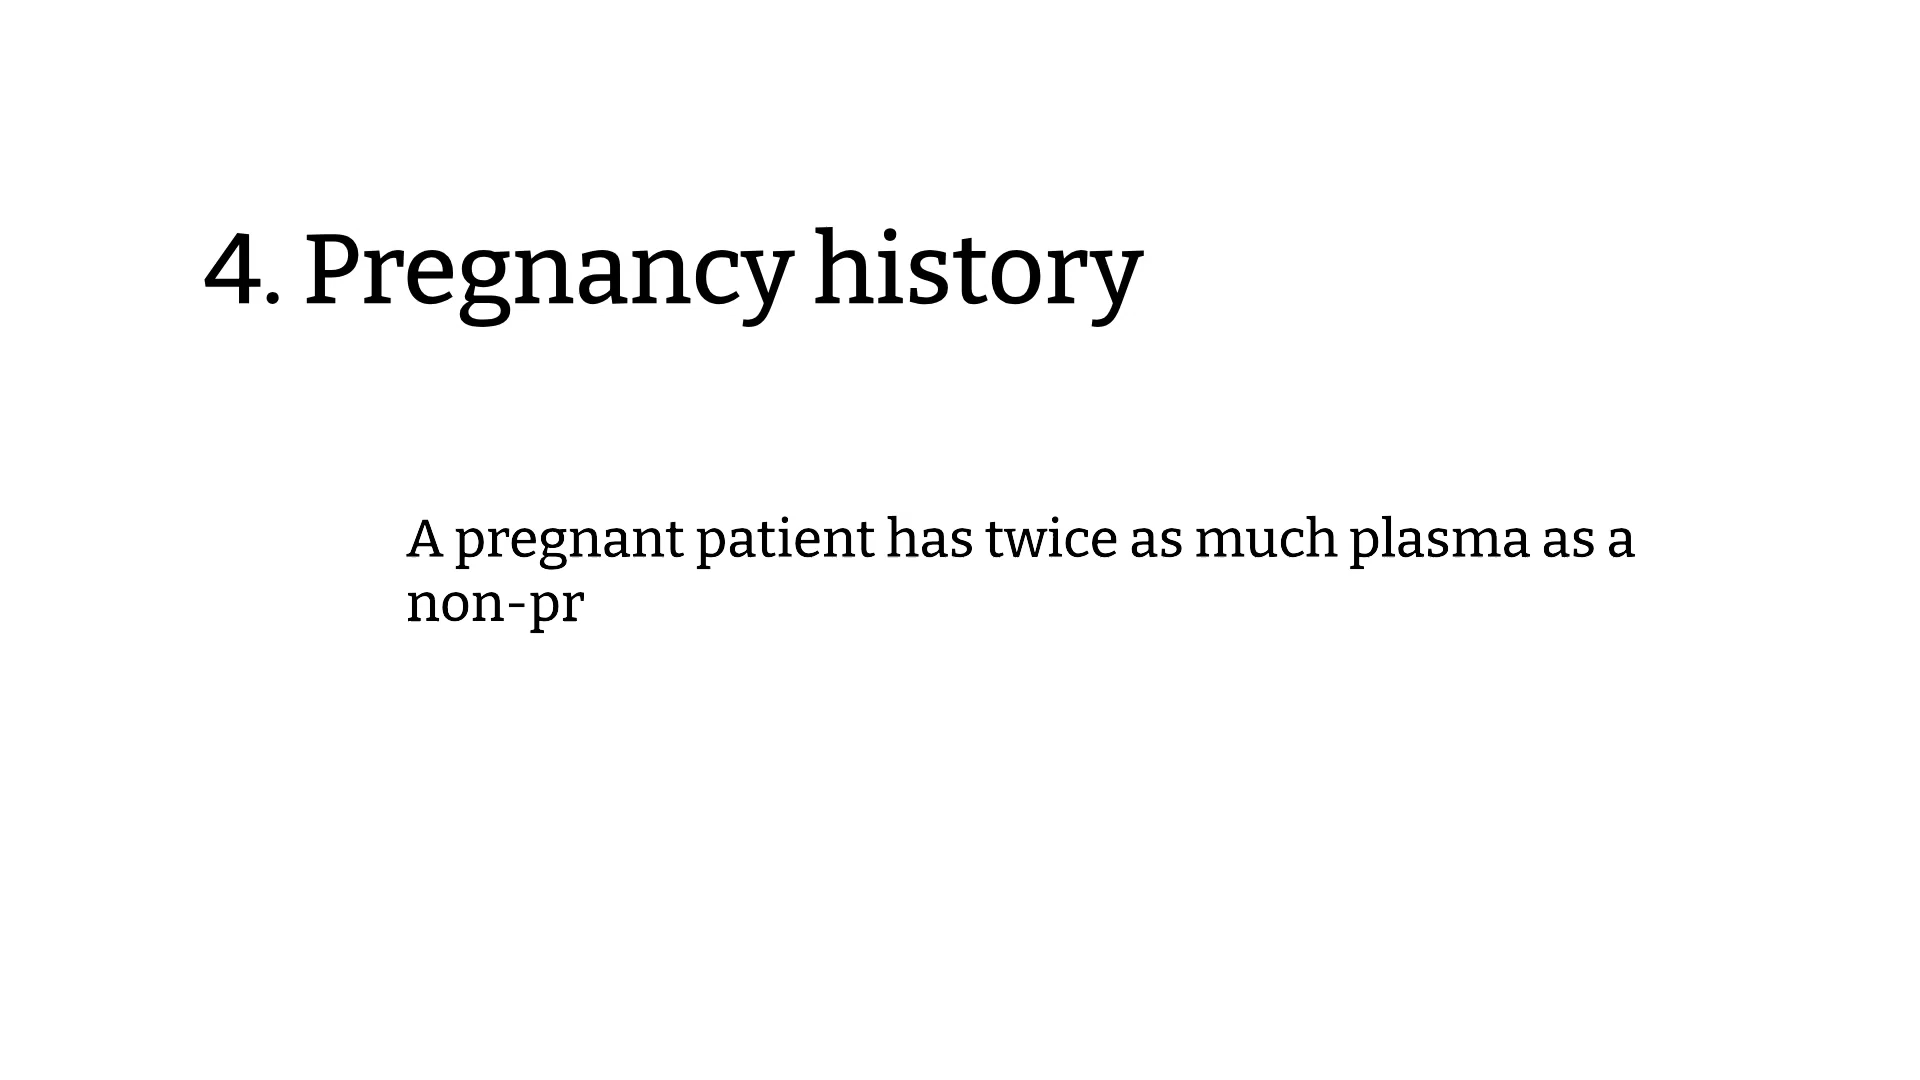 4. Pregnancy history
A pregnant patient has twice as much plasma as a
non-pr